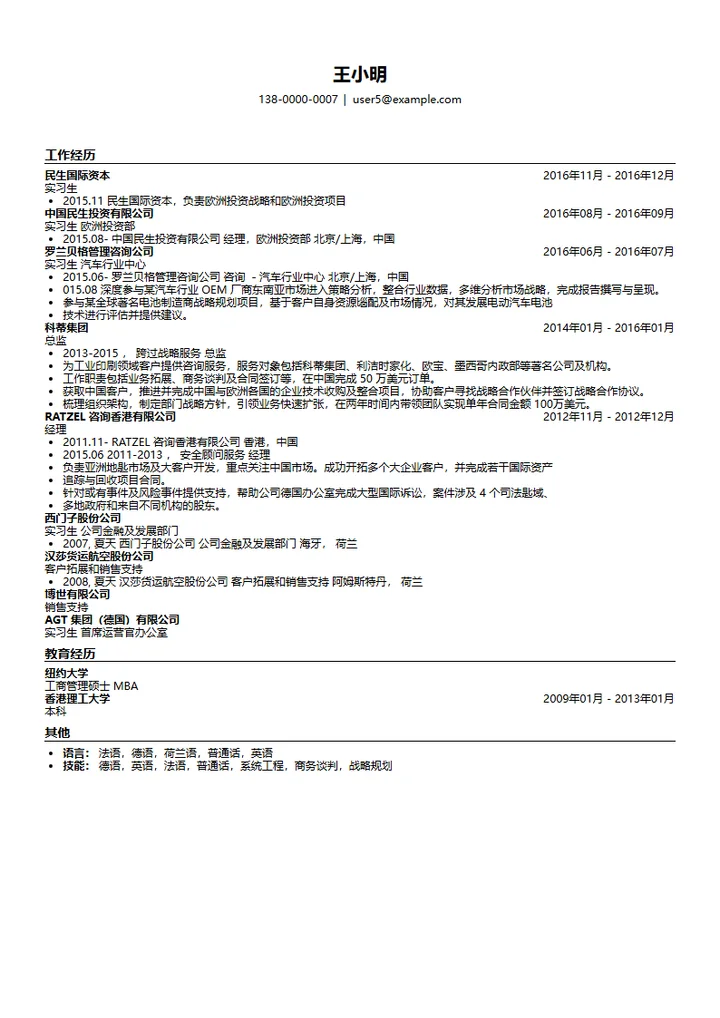 王小明
138-0000-0007 | user5@example.com
工作经历
民生国际资本 2016年11月 - 2016年12月
实习生
• 2015.11 民生国际资本，负责欧洲投资战略和欧洲投资项目
中国民生投资有限公司 2016年08月 - 2016年09月
实习生 欧洲投资部
• 2015.08- 中国民生投资有限公司 经理，欧洲投资部 北京/上海，中国
罗兰贝格管理咨询公司 2016年06月 - 2016年07月
实习生 汽车行业中心
• 2015.06- 罗兰贝格管理咨询公司 咨询 - 汽车行业中心 北京/上海，中国
• 015.08 深度参与某汽车行业 OEM 厂商东南亚市场进入策略分析，整合行业数据，多维分析市场战略，完成报告撰写与呈现。
• 参与某全球著名电池制造商战略规划项目，基于客户自身资源谧配及市场情况，对其发展电动汽车电池
• 技术进行评估并提供建议。
科蒂集团 2014年01月 - 2016年01月
总监
• 2013-2015 ， 跨过战略服务 总监
• 为工业印刷领域客户提供咨询服务，服务对象包括科蒂集团、利洁时家化、欧宝、墨西哥内政部等著名公司及机构。
• 工作职责包括业务拓展、商务谈判及合同签订等，在中国完成 50 万美元订单。
• 获取中国客户，推进并完成中国与欧洲各国的企业技术收购及整合项目，协助客户寻找战略合作伙伴并签订战略合作协议。
• 梳理组织架构，制定部门战略方针，引领业务快速扩张，在两年时间内带领团队实现单年合同金额 100万美元。
RATZEL 咨询香港有限公司 2012年11月 - 2012年12月
经理
• 2011.11- RATZEL 咨询香港有限公司 香港，中国
• 2015.06 2011-2013 ， 安全顾问服务 经理
• 负责亚洲地匙市场及大客户开发，重点关注中国市场。成功开拓多个大企业客户，并完成若干国际资产
• 追踪与回收项目合同。
• 针对或有事件及风险事件提供支持，帮助公司德国办公室完成大型国际诉讼，案件涉及 4 个司法匙域、
• 多地政府和来自不同机构的股东。
西门子股份公司
实习生 公司金融及发展部门
• 2007, 夏天 西门子股份公司 公司金融及发展部门 海牙， 荷兰
汉莎货运航空股份公司
客户拓展和销售支持
• 2008, 夏天 汉莎货运航空股份公司 客户拓展和销售支持 阿姆斯特丹， 荷兰
博世有限公司
销售支持
AGT 集团（德国）有限公司
实习生 首席运营官办公室
教育经历
纽约大学
工商管理硕士 MBA
香港理工大学 2009年01月 - 2013年01月
本科
其他
• 语言： 法语，德语，荷兰语，普通话，英语
• 技能： 德语，英语，法语，普通话，系统工程，商务谈判，战略规划